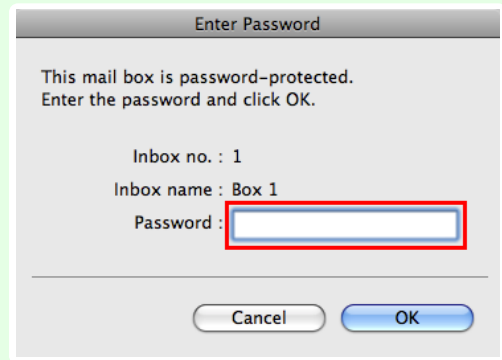 Enter Password
This mail box is password-protected.
Enter the password and click OK.
Inbox no. : 1
Inbox name : Box 1
Password :
Cancel OK